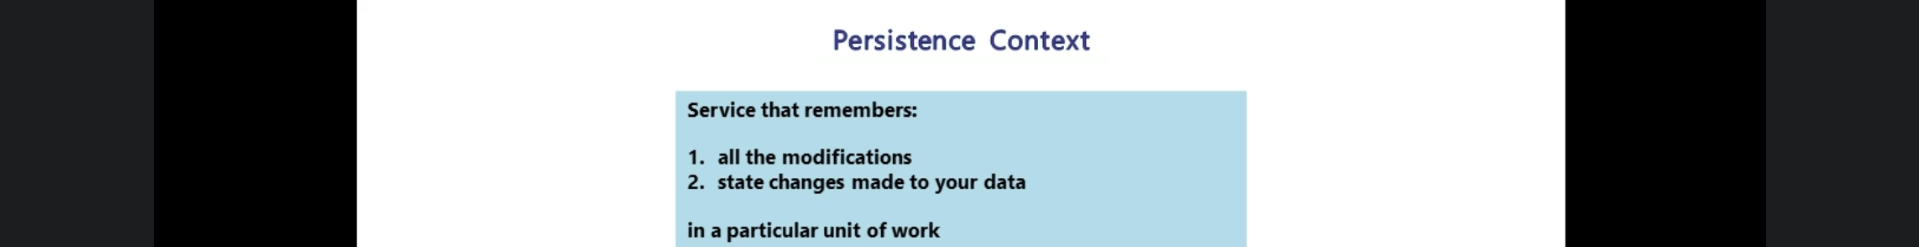 Persistence Context
Service that remembers:
1. all the modifications
2. state changes made to your data
in a particular unit of work